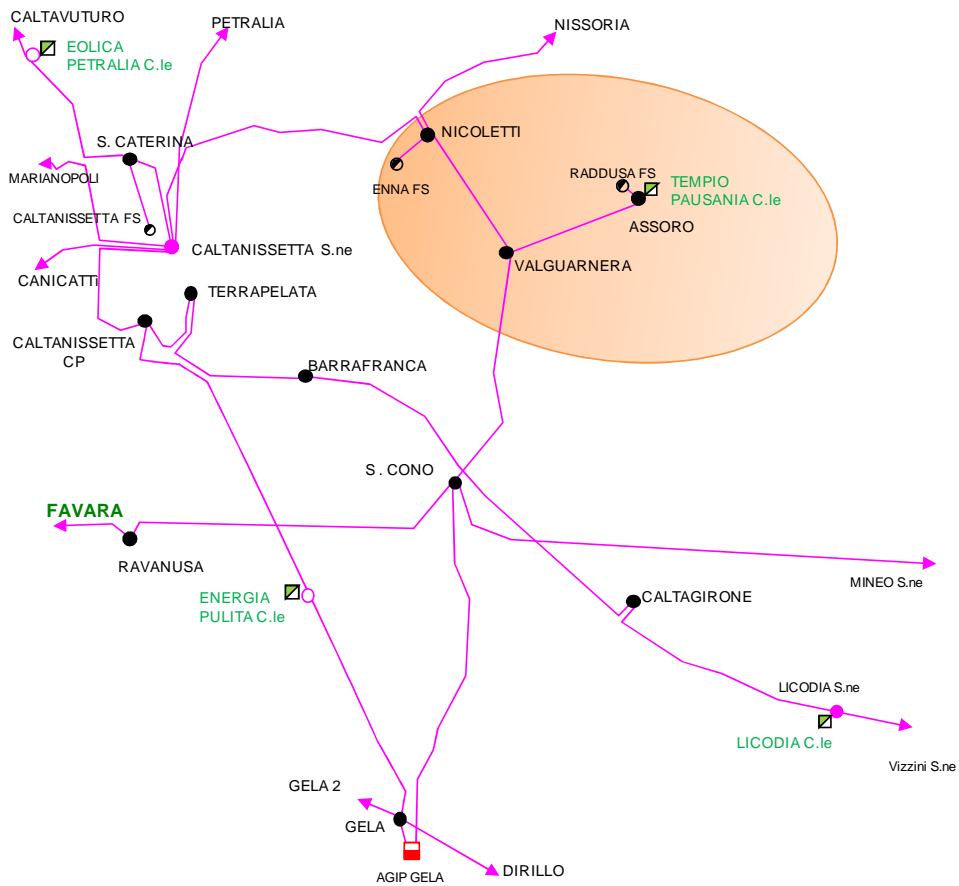 CALTAVUTURO
PETRALIA
NISSORIA
EOLICA
PETRALIA C.le
S. CATERINA
NICOLETTI
MARIANOPOLI
ENNA FS
RADDUSA FS
TEMPIO
PAUSANIA C.le
CALTANISSETTA FS
ASSORO
CALTANISSETTA S.ne
VALGUARNERA
CANICATTi
TERRAPELATA
CALTANISSETTA
CP
BARRAFRANCA
S. CONO
FAVARA
RAVANUSA
MINEO S.ne
ENERGIA
PULITA C.le
CALTAGIRONE
LICODIA S.ne
LICODIA C.le
Vizzini S.ne
GELA 2
GELA
DIRILLO
AGIP GELA